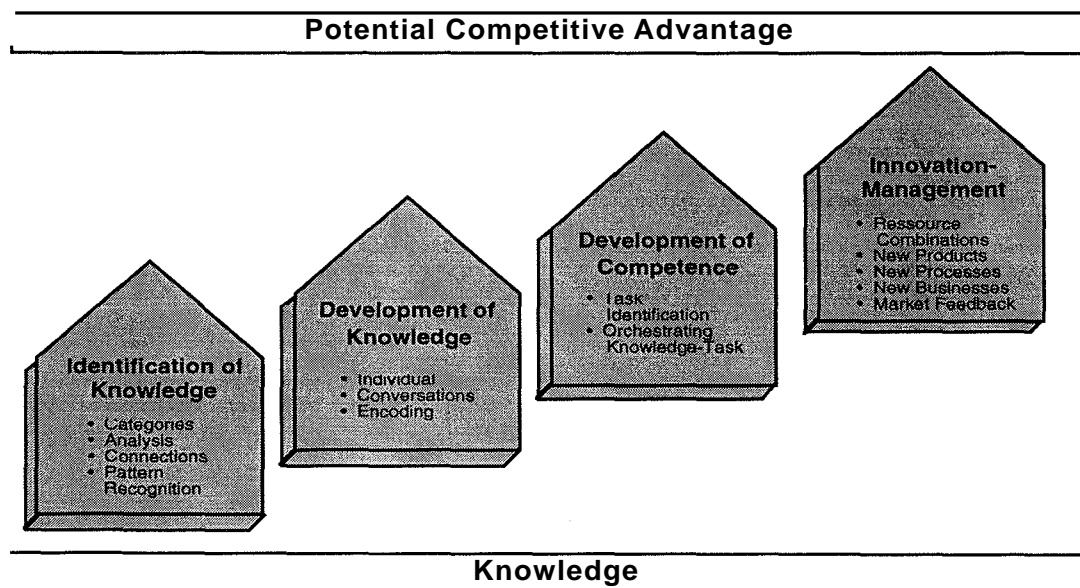 Potential Competitive Advantage
Identification of
Knowledge
• Categories
• Analysis
• Connections
• Pattern
Recognition
Development of
Knowledge
• Individual
• Conversations
• Encoding
Development of
Competence
• Task
Identification
• Orchestrating
Knowledge-Task
Innovation-
Management
• Ressource
Combinations
• New Products
• New Processes
• New Businesses
• Market Feedback
Knowledge